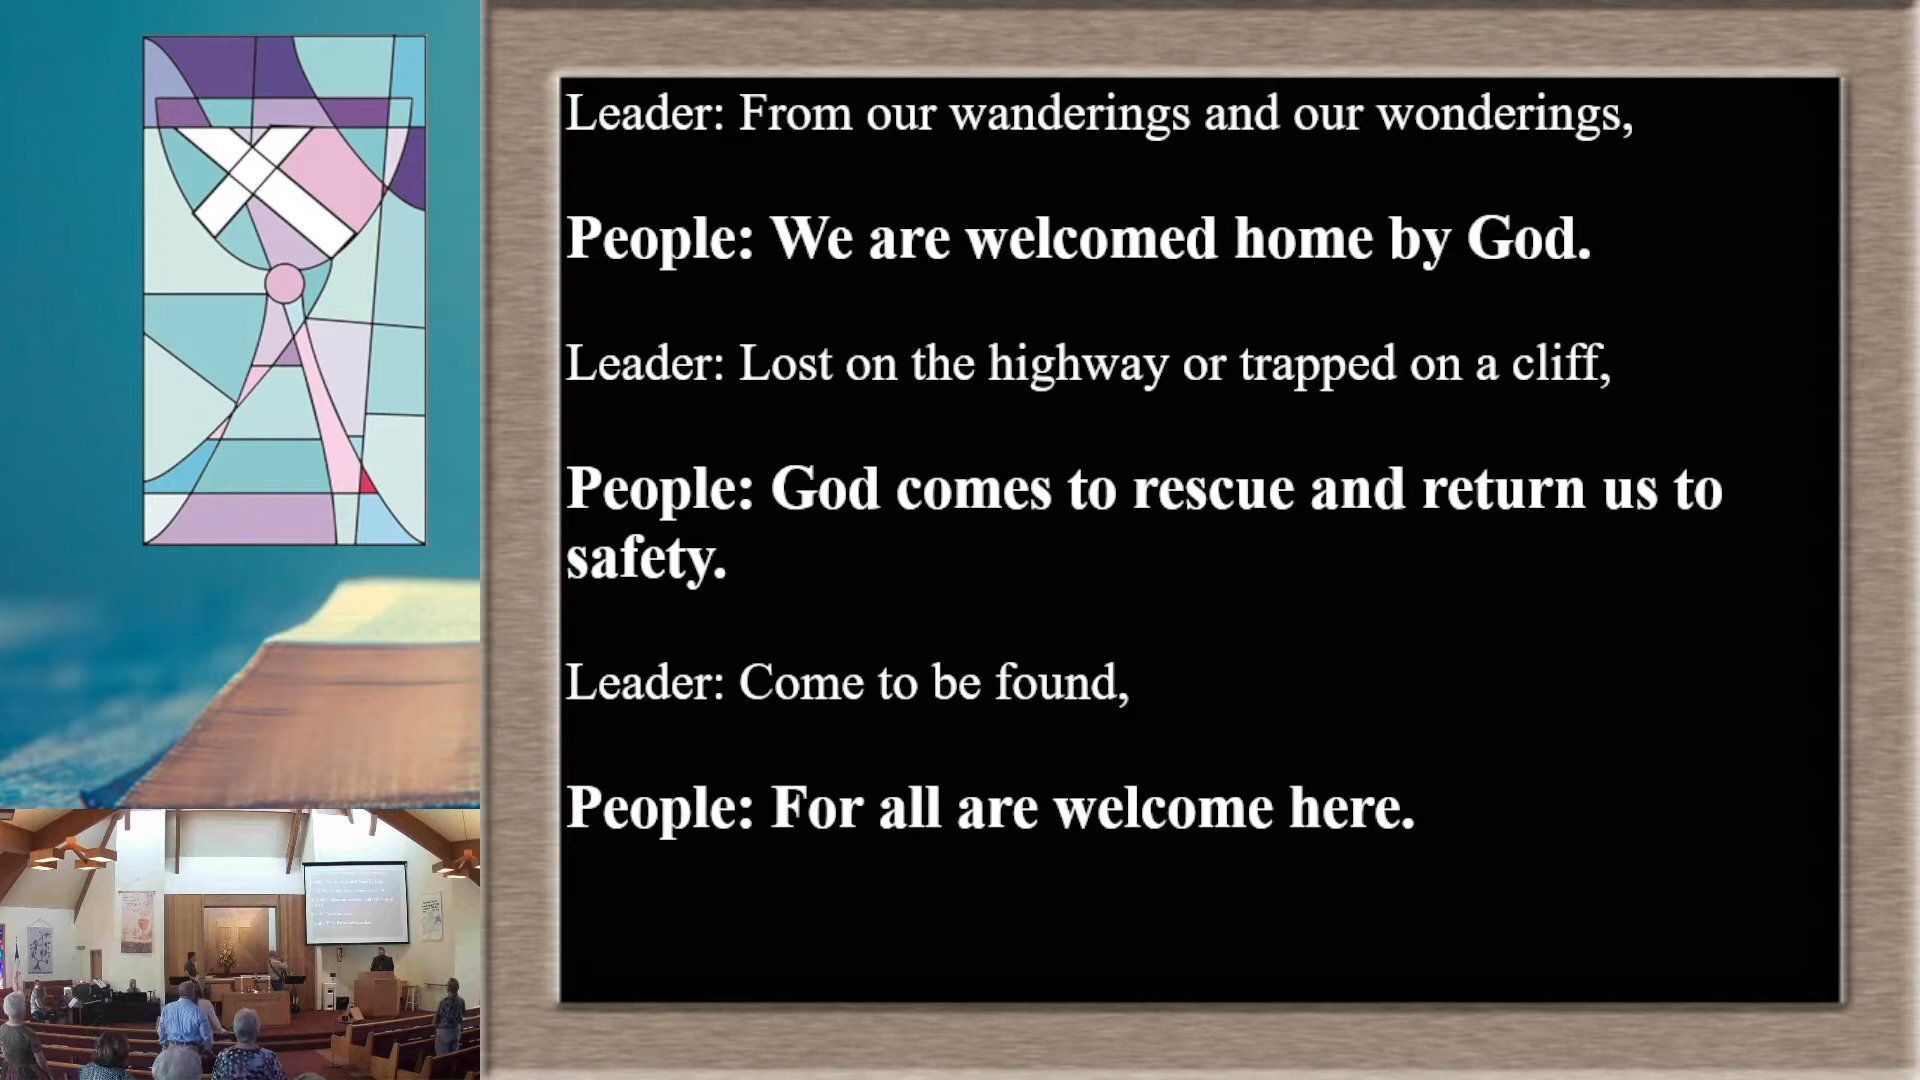 Leader: From our wanderings and our wonderings,
People: We are welcomed home by God.
Leader: Lost on the highway or trapped on a cliff,
People: God comes to rescue and return us to
safety.
Leader: Come to be found,
People: For all are welcome here.